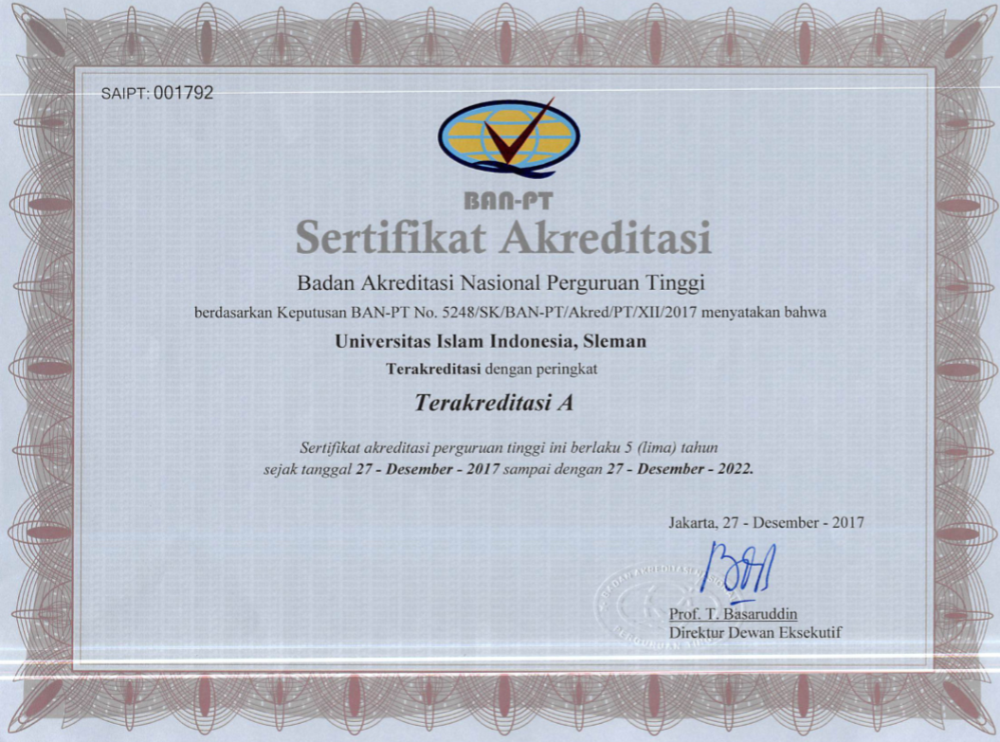 SAIPT: 001792
BAN-PT
Sertifikat Akreditasi
Badan Akreditasi Nasional Perguruan Tinggi
berdasarkan Keputusan BAN-PT No. 5248/SK/BAN-PT/Akred/PT/XII/2017 menyatakan bahwa
Universitas Islam Indonesia, Sleman
Terakreditasi dengan peringkat
Terakreditasi A
Sertifikat akreditasi perguruan tinggi ini berlaku 5 (lima) tahun
sejak tanggal 27 - Desember - 2017 sampai dengan 27 - Desember - 2022.
Jakarta, 27 - Desember - 2017
BADAN AKREDITASI
Prof. T. Basaruddin
Direktur Dewan Eksekutif